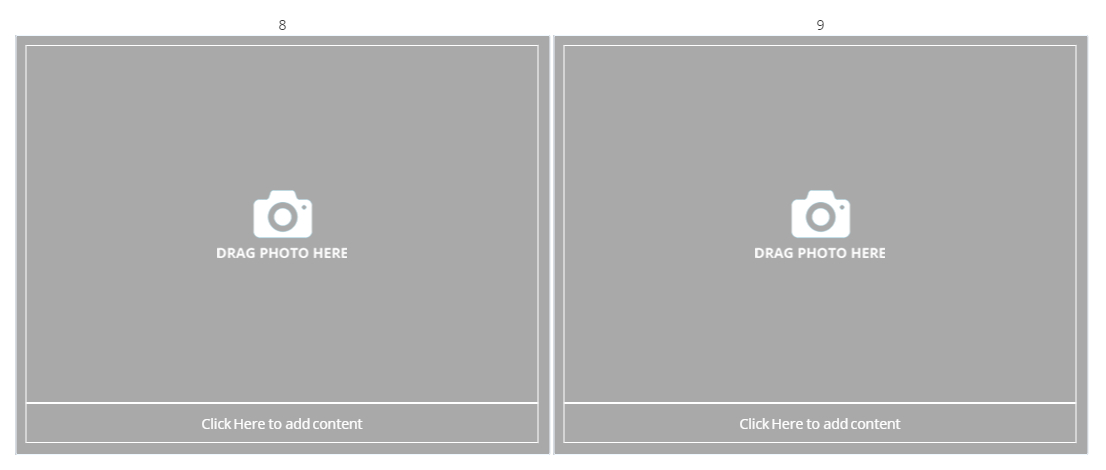 8
9
DRAG PHOTO HERE
DRAG PHOTO HERE
Click Here to add content
Click Here to add content